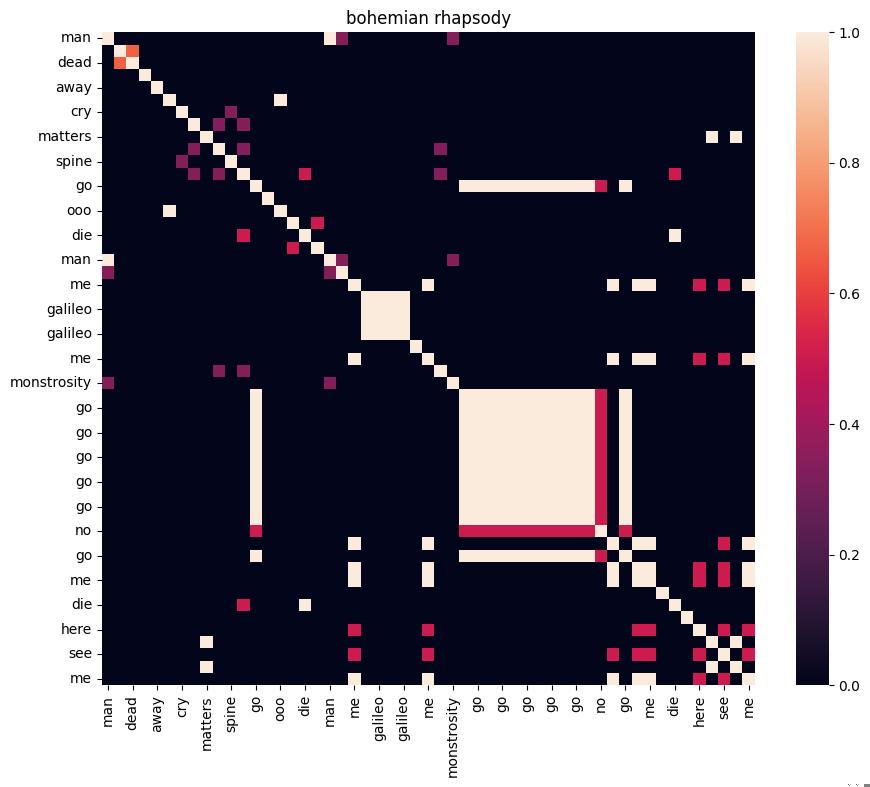 bohemian rhapsody
man
dead
away
cry
matters
spine
go
ooo
die
man
me
galileo
galileo
me
monstrosity
go
go
go
go
go
no
go
me
die
here
see
me
man
dead
away
cry
matters
spine
go
ooo
die
man
me
galileo
galileo
me
monstrosity
go
go
go
go
go
no
go
me
die
here
see
me
1.0
0.8
0.6
0.4
0.2
0.0